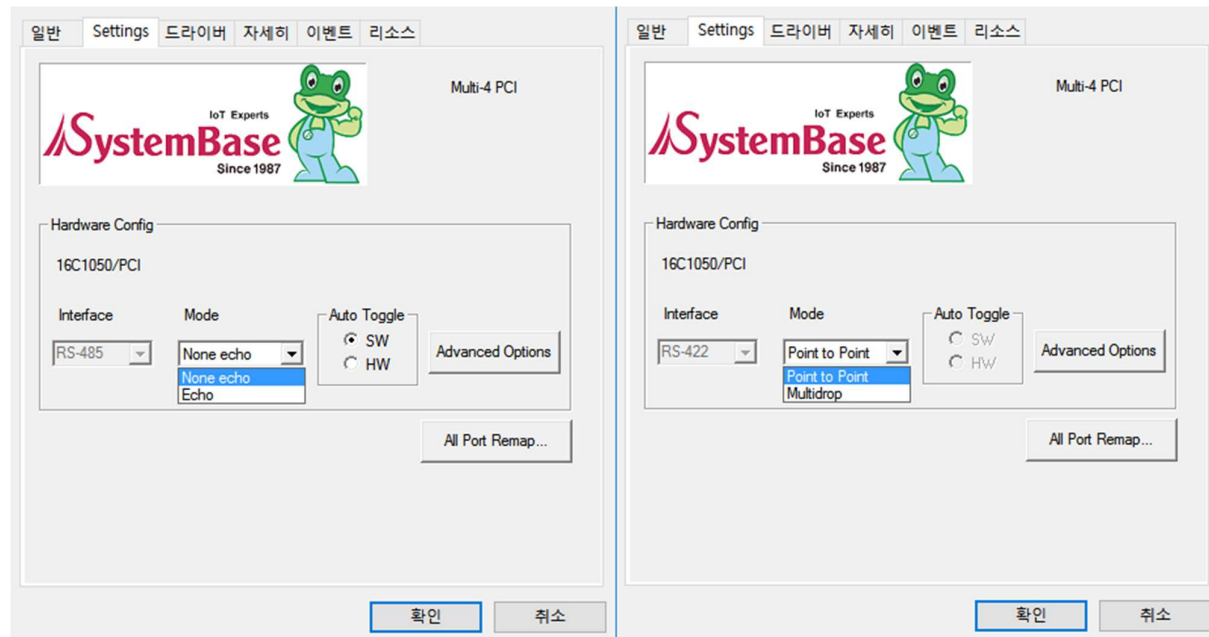 일반 Settings 드라이버 자세히 이벤트 리소스
IoT Experts
SystemBase
Since 1987
Multi-4 PCI
Hardware Config
16C1050/PCI
Interface Mode Auto Toggle
RS-485 None echo SW
HW
Advanced Options
None echo
Echo
All Port Remap...
확인 취소
일반 Settings 드라이버 자세히 이벤트 리소스
IoT Experts
SystemBase
Since 1987
Multi-4 PCI
Hardware Config
16C1050/PCI
Interface Mode Auto Toggle
RS-422 Point to Point SW
HW
Advanced Options
Point to Point
Multidrop
All Port Remap...
확인 취소